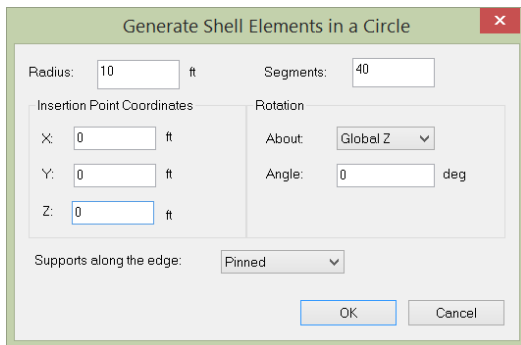 Generate Shell Elements in a Circle
Radius: 10 ft Segments: 40
Insertion Point Coordinates Rotation
X: 0 ft About: Global Z
Y: 0 ft Angle: 0 deg
Z: 0 ft
Supports along the edge: Pinned
OK Cancel